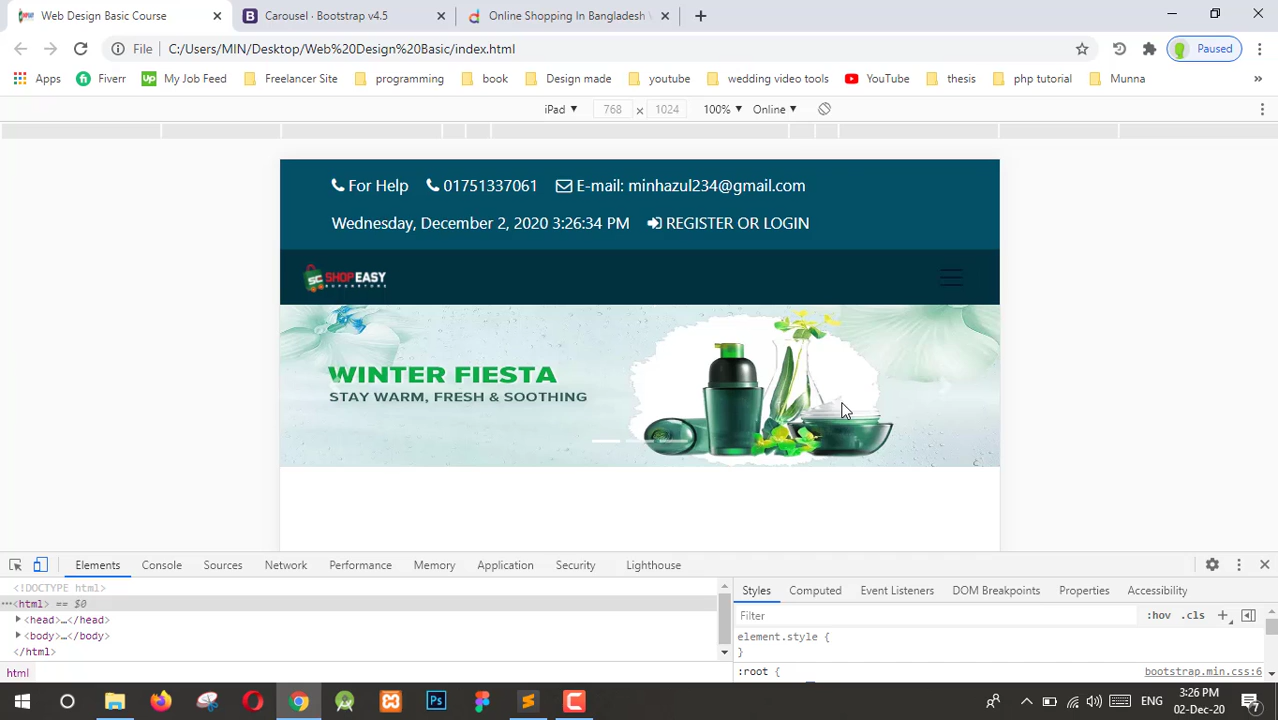 Web Design Basic Course
Carousel · Bootstrap v4.5
Online Shopping In Bangladesh
File C:/Users/MIN/Desktop/Web%20Design%20Basic/index.html
Paused
Apps Fiverr My Job Feed Freelancer Site programming book Design made youtube wedding video tools YouTube thesis php tutorial Munna
iPad 768 x 1024 100% Online
For Help 01751337061 E-mail: minhazul234@gmail.com
Wednesday, December 2, 2020 3:26:34 PM REGISTER OR LOGIN
SC SHOPEASY
SUPERSTORE
WINTER FIESTA
STAY WARM, FRESH & SOOTHING
Elements Console Sources Network Performance Memory Application Security Lighthouse
<!DOCTYPE html>
<html> == $0
<head>…</head>
<body>…</body>
</html>
html
Styles Computed Event Listeners DOM Breakpoints Properties Accessibility
Filter :hov .cls
element.style {
}
:root { bootstrap.min.css:6
Ps
ENG
3:26 PM
02-Dec-20
7